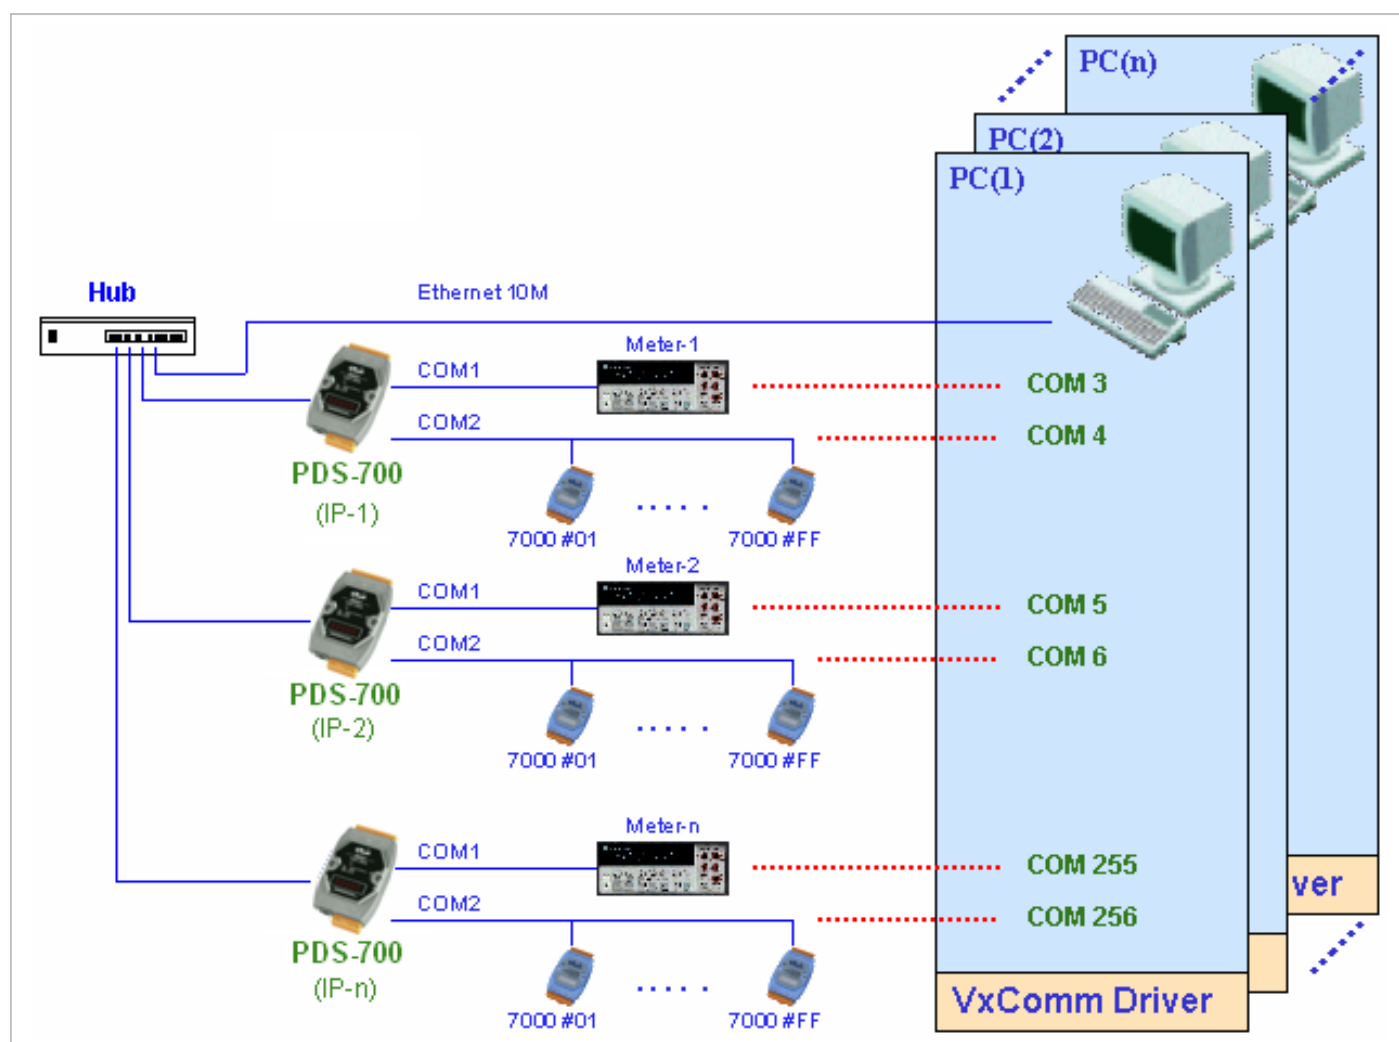 PC(n)
PC(2)
PC(1)
Hub
Ethernet 10M
Meter-1
COM1
COM 3
COM2
COM 4
PDS-700
(IP-1)
7000 #01
7000 #FF
Meter-2
COM1
COM 5
COM2
COM 6
PDS-700
(IP-2)
7000 #01
7000 #FF
Meter-n
COM1
COM 255
COM2
COM 256
PDS-700
(IP-n)
7000 #01
7000 #FF
ver
VxComm Driver